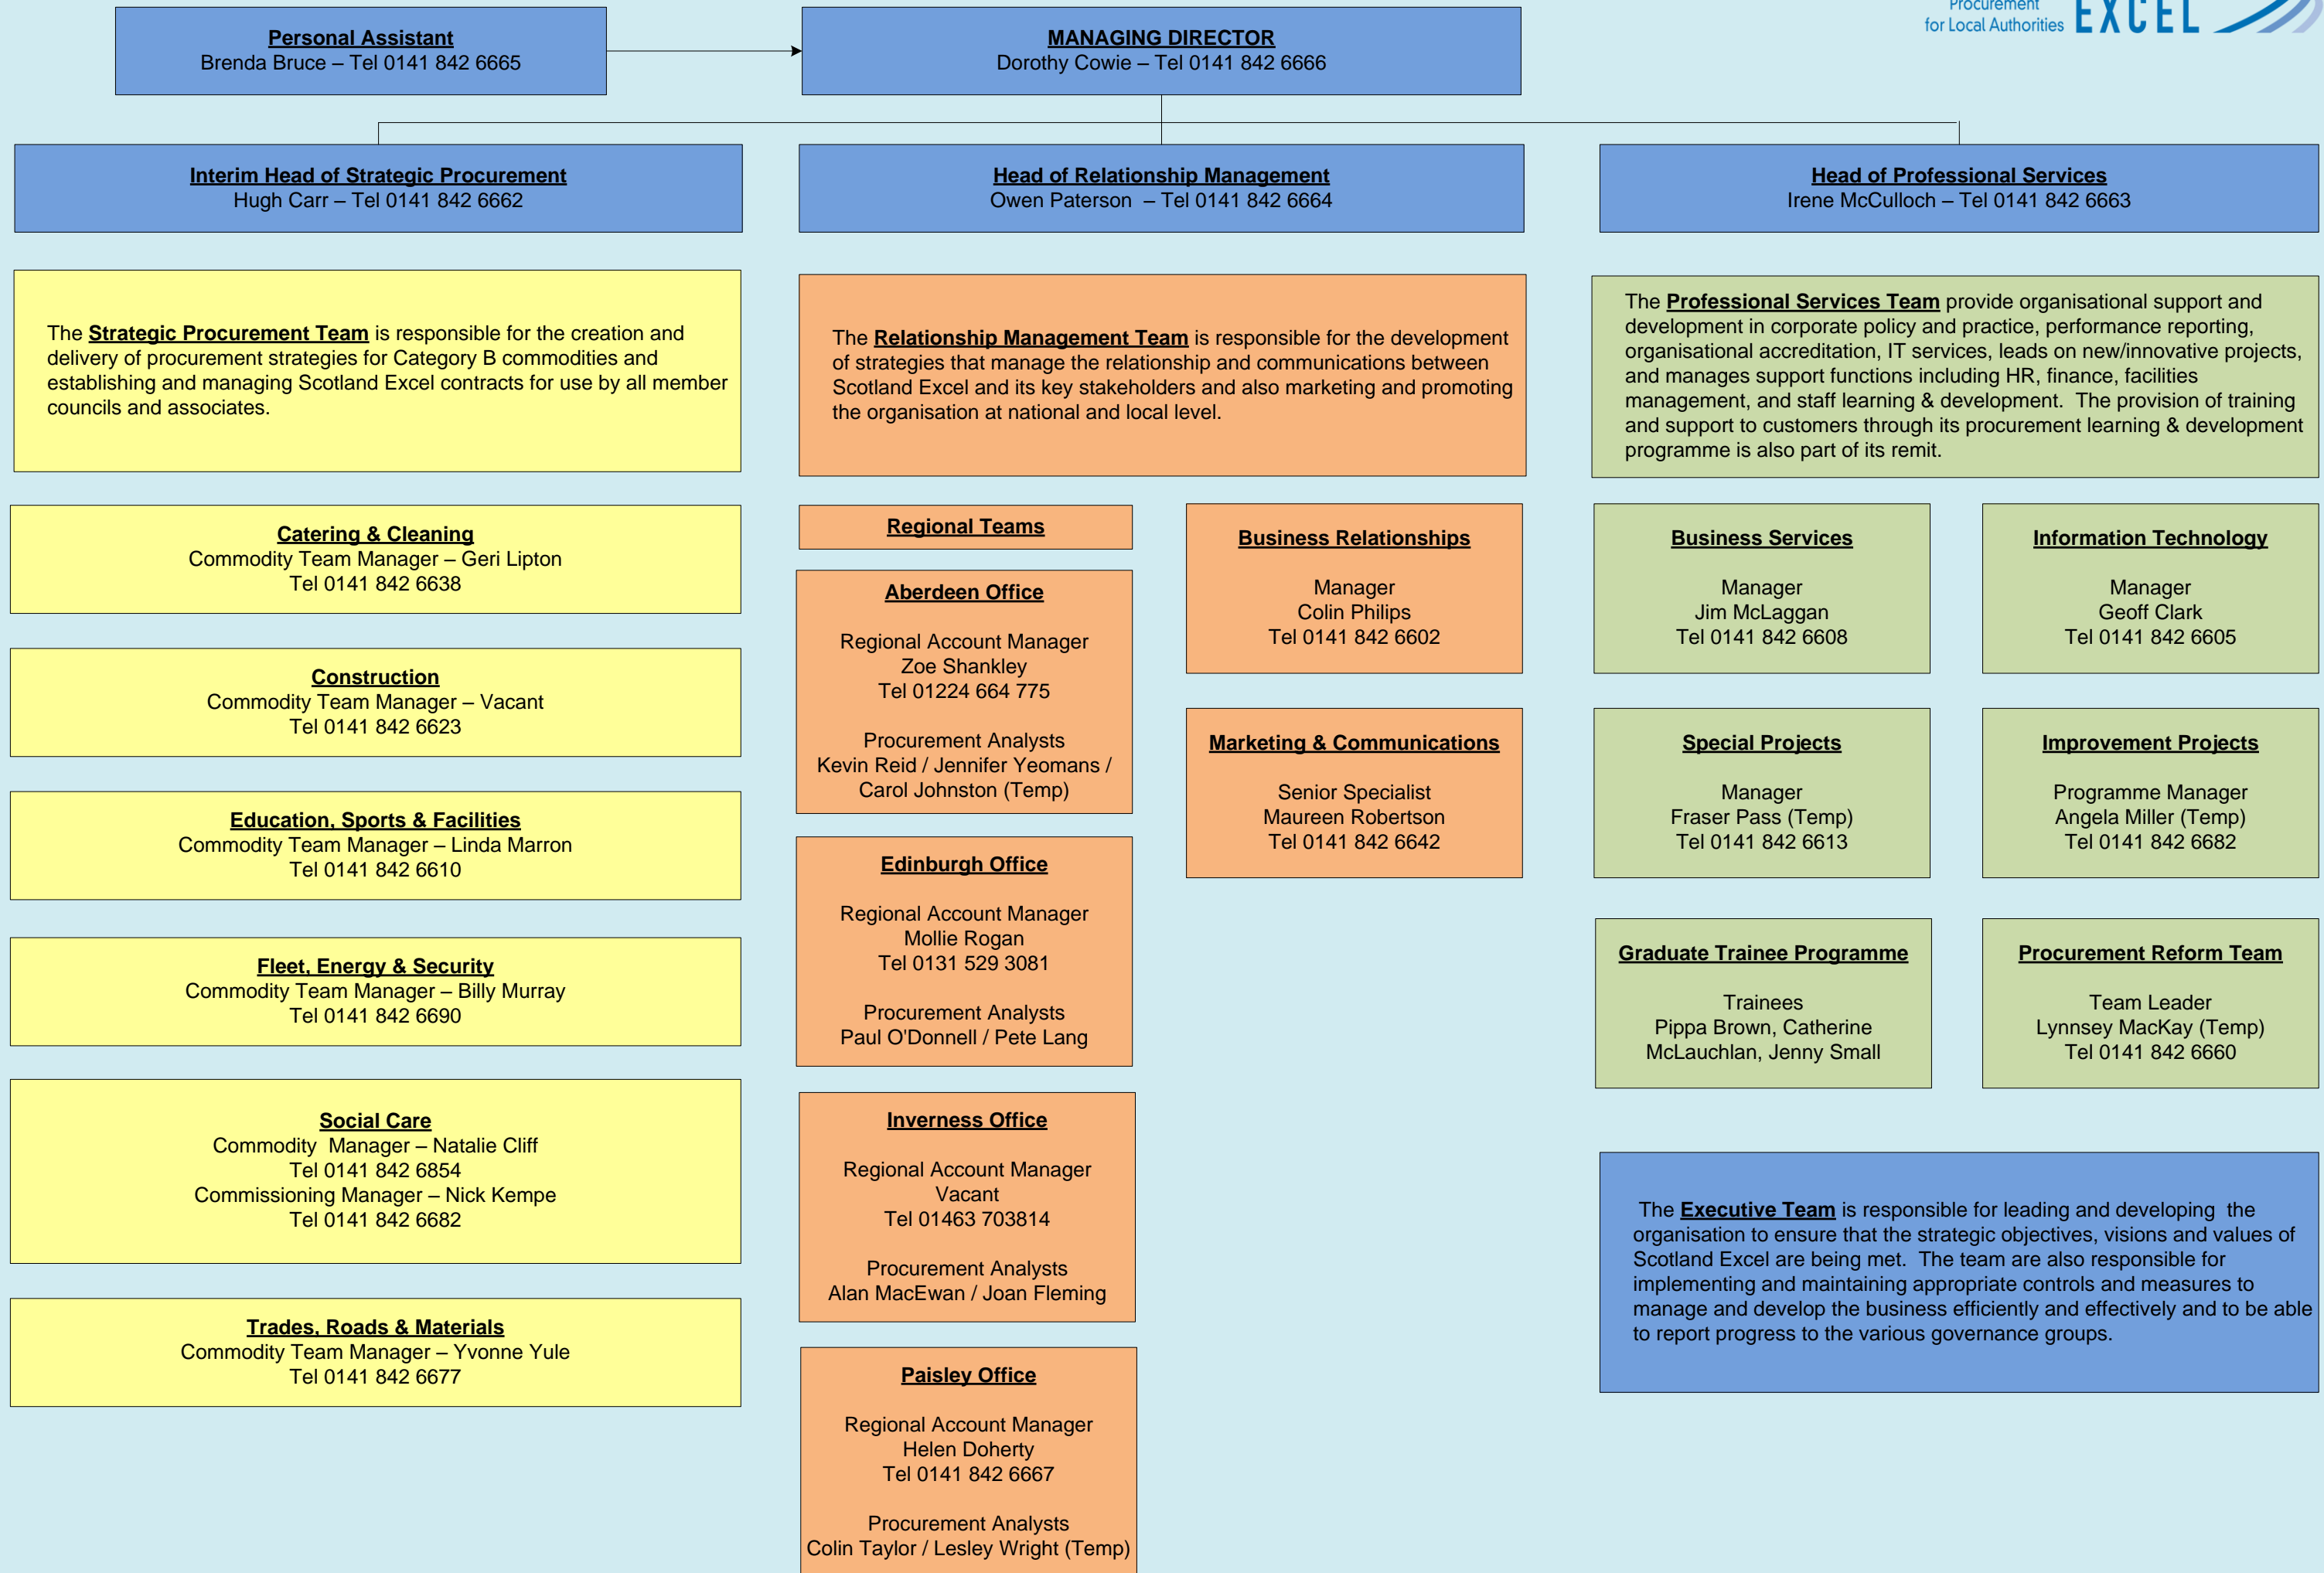 Procurement
for Local Authorities EXCEL
Personal Assistant
Brenda Bruce – Tel 0141 842 6665
MANAGING DIRECTOR
Dorothy Cowie – Tel 0141 842 6666
Interim Head of Strategic Procurement
Hugh Carr – Tel 0141 842 6662
Head of Relationship Management
Owen Paterson  – Tel 0141 842 6664
Head of Professional Services
Irene McCulloch – Tel 0141 842 6663
The Strategic Procurement Team is responsible for the creation and
delivery of procurement strategies for Category B commodities and
establishing and managing Scotland Excel contracts for use by all member
councils and associates.
The Relationship Management Team is responsible for the development
of strategies that manage the relationship and communications between
Scotland Excel and its key stakeholders and also marketing and promoting
the organisation at national and local level.
The Professional Services Team provide organisational support and
development in corporate policy and practice, performance reporting,
organisational accreditation, IT services, leads on new/innovative projects,
and manages support functions including HR, finance, facilities
management, and staff learning & development.  The provision of training
and support to customers through its procurement learning & development
programme is also part of its remit.
Catering & Cleaning
Commodity Team Manager – Geri Lipton
Tel 0141 842 6638
Construction
Commodity Team Manager – Vacant
Tel 0141 842 6623
Education, Sports & Facilities
Commodity Team Manager – Linda Marron
Tel 0141 842 6610
Fleet, Energy & Security
Commodity Team Manager – Billy Murray
Tel 0141 842 6690
Social Care
Commodity  Manager – Natalie Cliff
Tel 0141 842 6854
Commissioning Manager – Nick Kempe
Tel 0141 842 6682
Trades, Roads & Materials
Commodity Team Manager – Yvonne Yule
Tel 0141 842 6677
Regional Teams
Aberdeen Office
Regional Account Manager
Zoe Shankley
Tel 01224 664 775
Procurement Analysts
Kevin Reid / Jennifer Yeomans /
Carol Johnston (Temp)
Edinburgh Office
Regional Account Manager
Mollie Rogan
Tel 0131 529 3081
Procurement Analysts
Paul O'Donnell / Pete Lang
Inverness Office
Regional Account Manager
Vacant
Tel 01463 703814
Procurement Analysts
Alan MacEwan / Joan Fleming
Paisley Office
Regional Account Manager
Helen Doherty
Tel 0141 842 6667
Procurement Analysts
Colin Taylor / Lesley Wright (Temp)
Business Relationships
Manager
Colin Philips
Tel 0141 842 6602
Marketing & Communications
Senior Specialist
Maureen Robertson
Tel 0141 842 6642
Business Services
Manager
Jim McLaggan
Tel 0141 842 6608
Information Technology
Manager
Geoff Clark
Tel 0141 842 6605
Special Projects
Manager
Fraser Pass (Temp)
Tel 0141 842 6613
Improvement Projects
Programme Manager
Angela Miller (Temp)
Tel 0141 842 6682
Graduate Trainee Programme
Trainees
Pippa Brown, Catherine
McLauchlan, Jenny Small
Procurement Reform Team
Team Leader
Lynnsey MacKay (Temp)
Tel 0141 842 6660
The Executive Team is responsible for leading and developing  the
organisation to ensure that the strategic objectives, visions and values of
Scotland Excel are being met.  The team are also responsible for
implementing and maintaining appropriate controls and measures to
manage and develop the business efficiently and effectively and to be able
to report progress to the various governance groups.